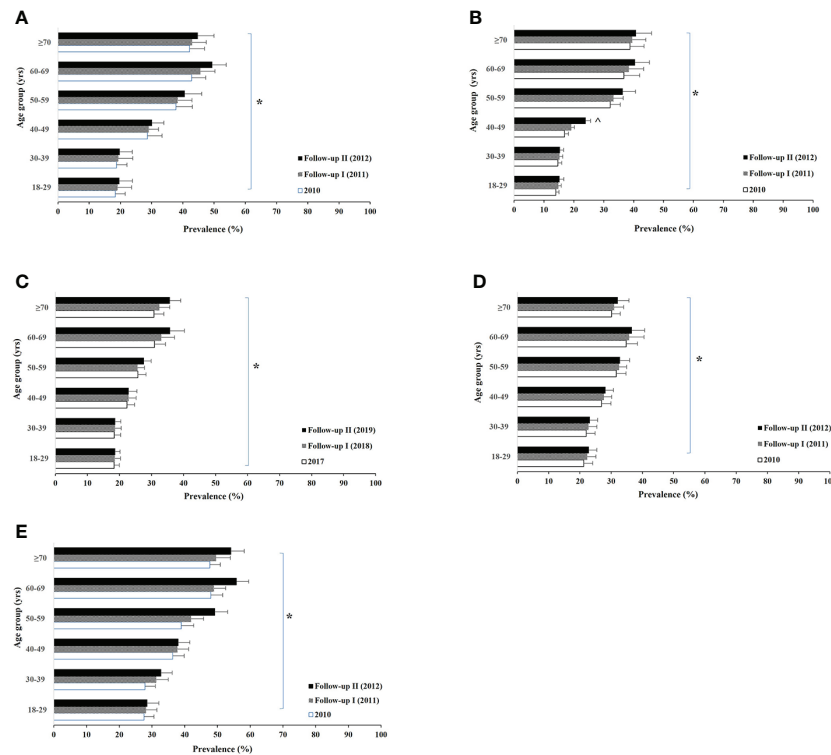 A
Age group (yrs)
≥70
60-69
50-59
40-49
30-39
18-29
*
Follow-up II (2012)
Follow-up I (2011)
2010
0 10 20 30 40 50 60 70 80 90 100
Prevalence (%)
B
Age group (yrs)
≥70
60-69
50-59
40-49
30-39
18-29
^
*
Follow-up II (2012)
Follow-up I (2011)
2010
0 10 20 30 40 50 60 70 80 90 100
Prevalence (%)
C
Age group (yrs)
≥70
60-69
50-59
40-49
30-39
18-29
*
Follow-up II (2019)
Follow-up I (2018)
2017
0 10 20 30 40 50 60 70 80 90 100
Prevalence (%)
D
Age group (yrs)
≥70
60-69
50-59
40-49
30-39
18-29
*
Follow-up II (2012)
Follow-up I (2011)
2010
0 10 20 30 40 50 60 70 80 90 100
Prevalence (%)
E
Age group (yrs)
≥70
60-69
50-59
40-49
30-39
18-29
*
Follow-up II (2012)
Follow-up I (2011)
2010
0 10 20 30 40 50 60 70 80 90 100
Prevalence (%)